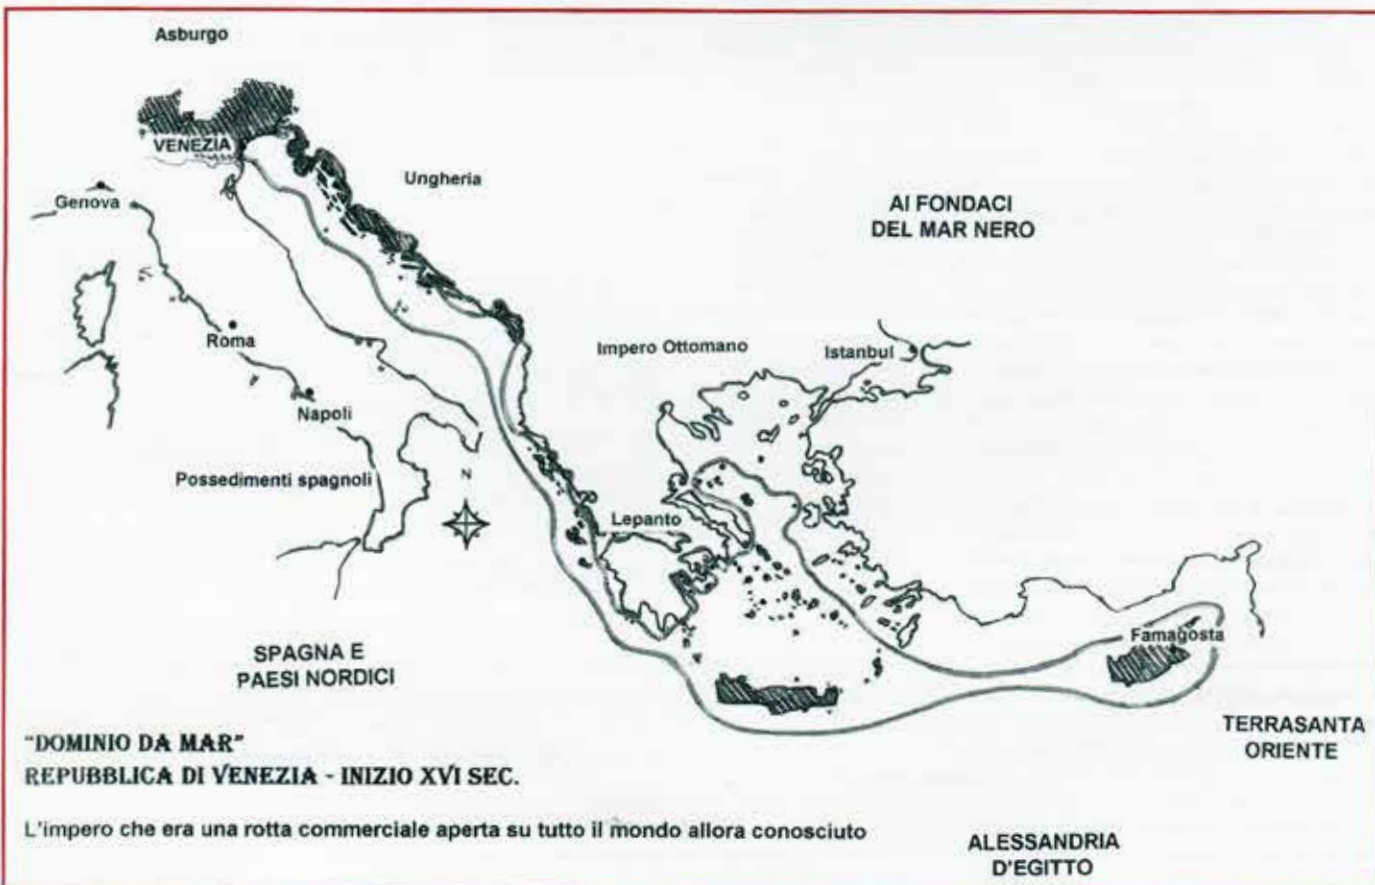 Asburgo
VENEZIA
Ungheria
Genova
AI FONDACI
DEL MAR NERO
Roma
Impero Ottomano
Istanbul
Napoli
Possedimenti spagnoli
N
Lepanto
Famagosta
SPAGNA E
PAESI NORDICI
TERRASANTA
ORIENTE
"DOMINIO DA MAR"
REPUBBLICA DI VENEZIA - INIZIO XVI SEC.
L'impero che era una rotta commerciale aperta su tutto il mondo allora conosciuto
ALESSANDRIA
D'EGITTO